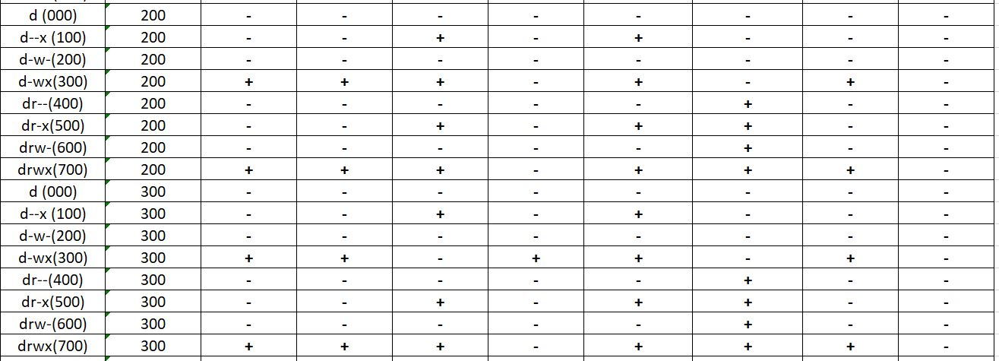 d (000) 200 - - - - - - - -
d--x (100) 200 - - + - + - - -
d-w-(200) 200 - - - - - - - -
d-wx(300) 200 + + + - + - + -
dr--(400) 200 - - - - - + - -
dr-x(500) 200 - - + - + + - -
drw-(600) 200 - - - - - + - -
drwx(700) 200 + + + - + + + -
d (000) 300 - - - - - - - -
d--x (100) 300 - - + - + - - -
d-w-(200) 300 - - - - - - - -
d-wx(300) 300 + + - + + - + -
dr--(400) 300 - - - - - + - -
dr-x(500) 300 - - + - + + - -
drw-(600) 300 - - - - - + - -
drwx(700) 300 + + + - + + + -